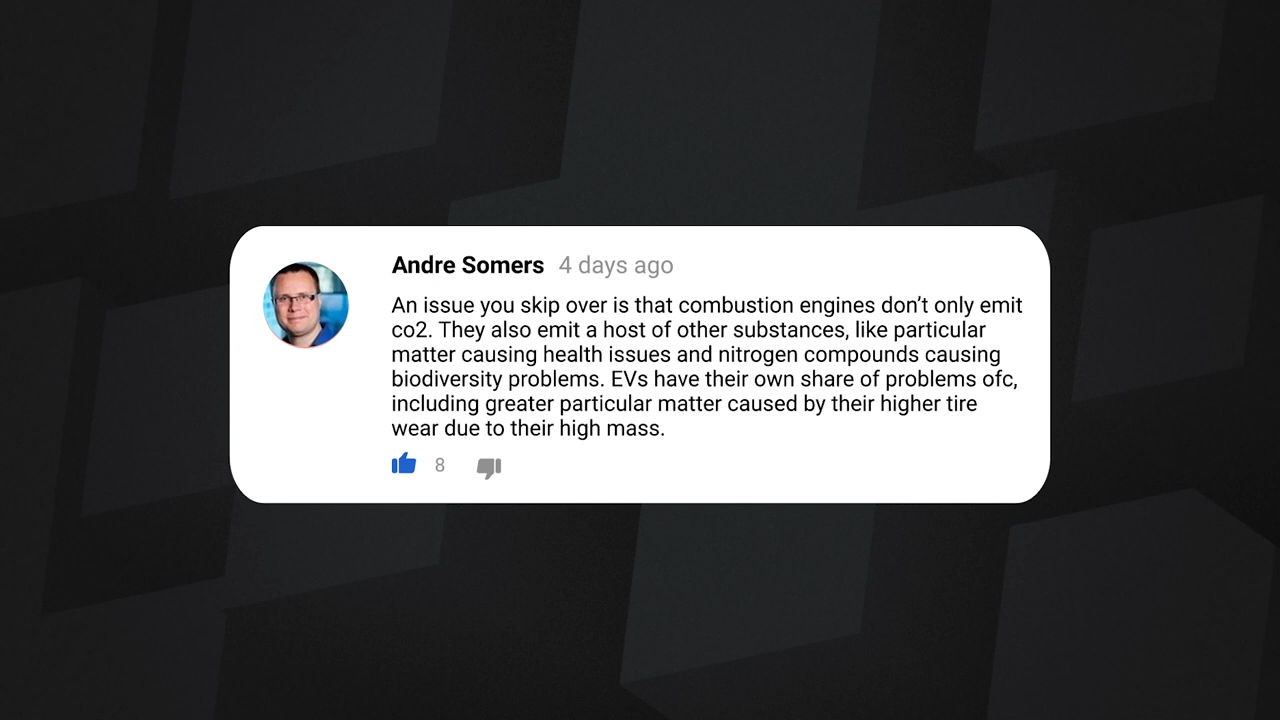 Andre Somers 4 days ago
An issue you skip over is that combustion engines don’t only emit
co2. They also emit a host of other substances, like particular
matter causing health issues and nitrogen compounds causing
biodiversity problems. EVs have their own share of problems ofc,
including greater particular matter caused by their higher tire
wear due to their high mass.
8